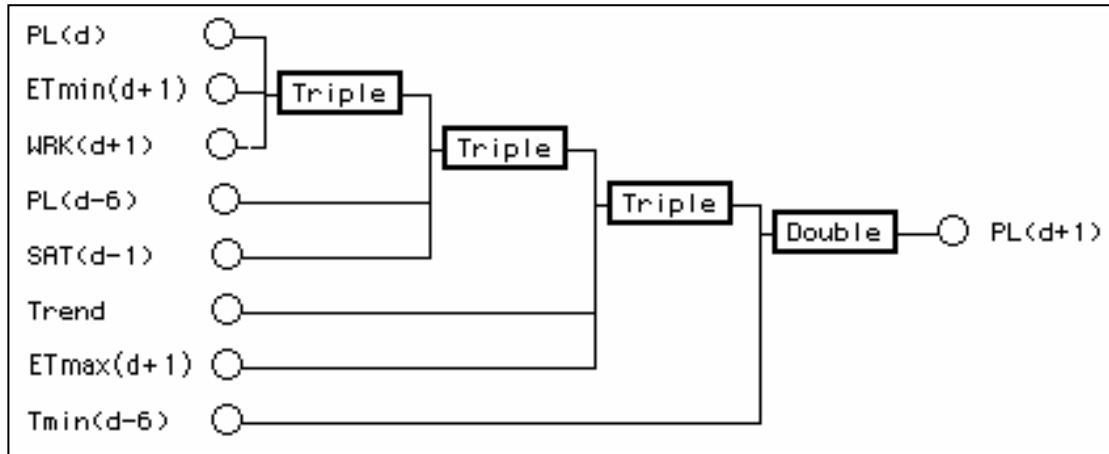 PL(d)
ETmin(d+1)
Triple
WRK(d+1)
Triple
PL(d-6)
Triple
SAT(d-1)
Double
PL(d+1)
Trend
ETmax(d+1)
Tmin(d-6)